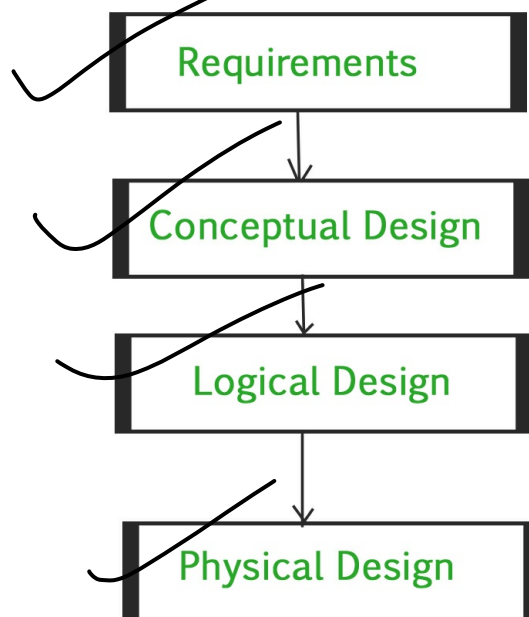 Requirements
Conceptual Design
Logical Design
Physical Design